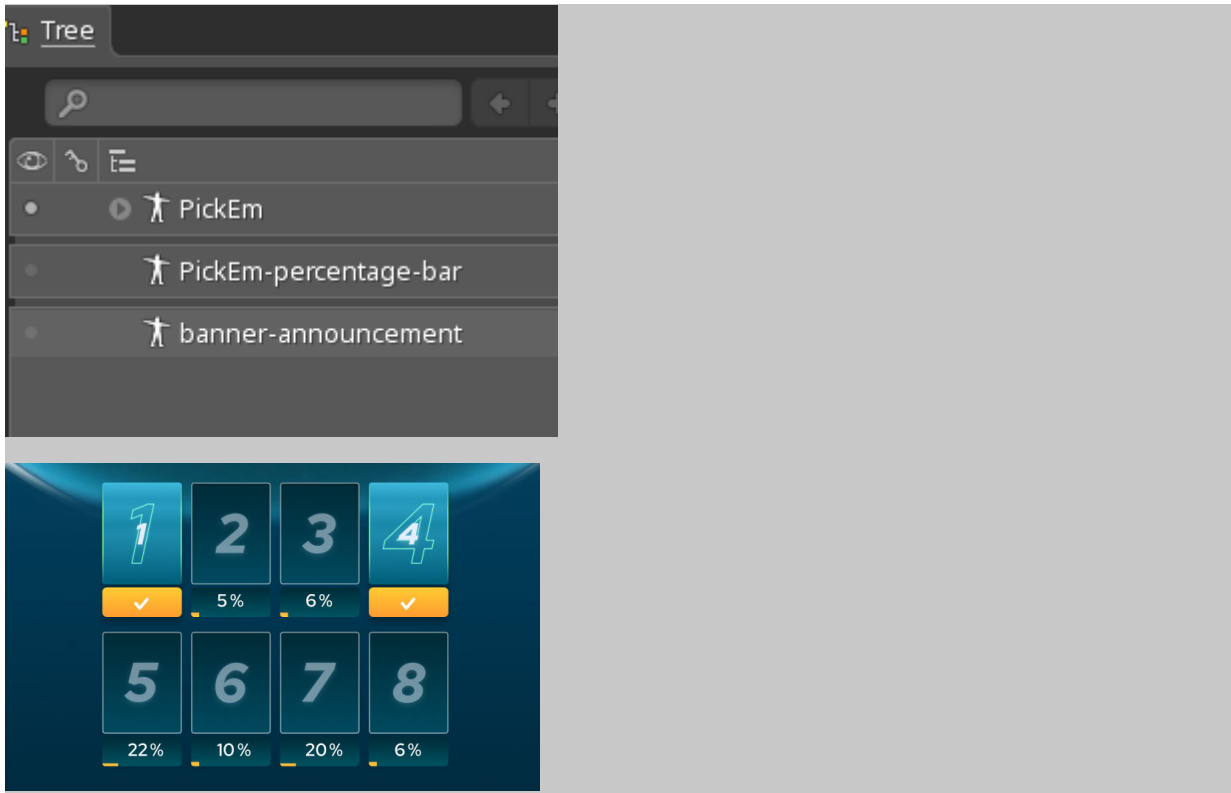 Tree
PickEm
PickEm-percentage-bar
banner-announcement
1 2 3 4
1 4
5% 6%
5 6 7 8
22% 10% 20% 6%